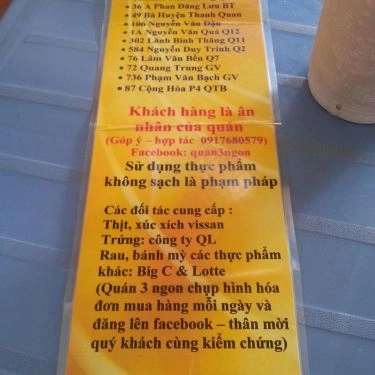 • 36 A Phan Đăng Lưu BT
• 49 Bà Huyện Thanh Quan
• 106 Nguyễn Văn Đậu
• 1A Nguyễn Văn Quá Q12
• 302 Lãnh Binh Thăng Q11
• 584 Nguyễn Duy Trinh Q2
• 76 Lâm Văn Bền Q7
• 72 Quang Trung GV
• 736 Phạm Văn Bạch GV
• 87 Cộng Hòa P4 QTB
Khách hàng là ân
nhân của quán
(Góp ý – hợp tác 0917680579)
Facebook: quan3ngon
Sử dụng thực phẩm
không sạch là phạm pháp
Các đối tác cung cấp :
Thịt, xúc xích vissan
Trứng: công ty QL
Rau, bánh mỳ các thực phẩm
khác: Big C & Lotte
(Quán 3 ngon chụp hình hóa
đơn mua hàng mỗi ngày và
đăng lên facebook – thân mời
quý khách cùng kiểm chứng)